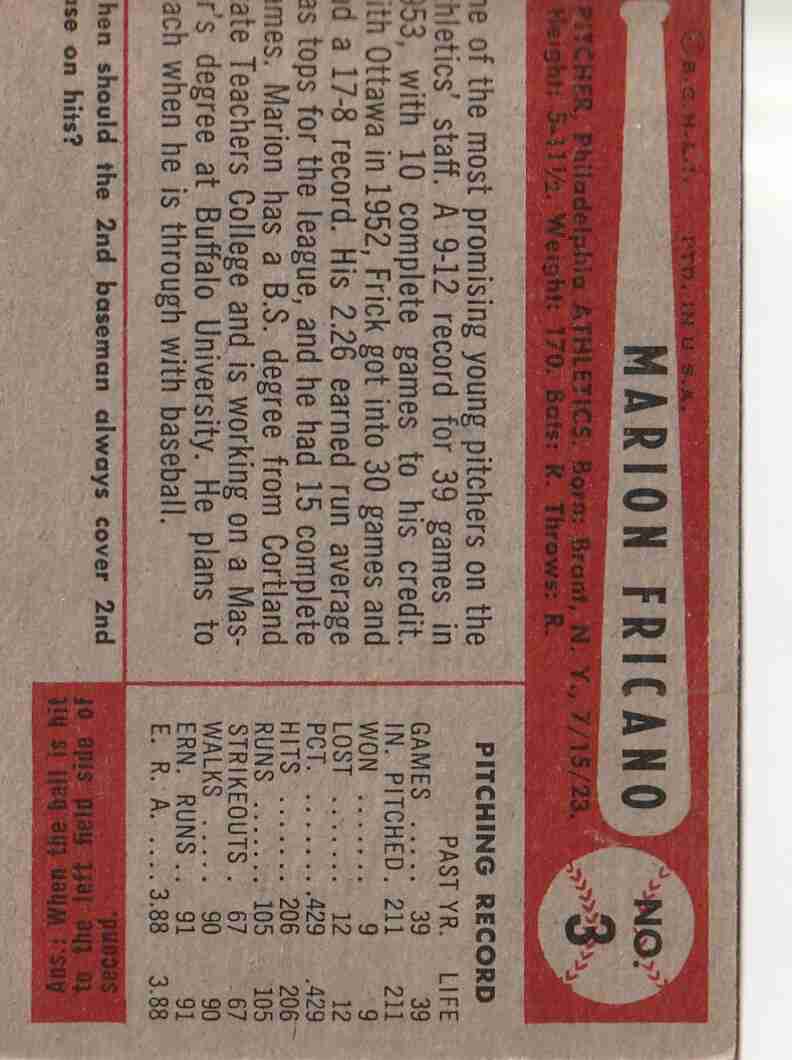 © B.G.H.L.I. PTD. IN U.S.A.
MARION FRICANO
NO. 3
PITCHER, Philadelphia ATHLETICS. Born: Brant, N. Y., 7/15/23.
Height: 5-11½. Weight: 170. Bats: R. Throws: R.
ne of the most promising young pitchers on the
hletics' staff. A 9-12 record for 39 games in
953, with 10 complete games to his credit.
ith Ottawa in 1952, Frick got into 30 games and
d a 17-8 record. His 2.26 earned run average
as tops for the league, and he had 15 complete
mes. Marion has a B.S. degree from Cortland
ate Teachers College and is working on a Mas-
r's degree at Buffalo University. He plans to
ach when he is through with baseball.
PITCHING RECORD
PAST YR. LIFE
GAMES ..... 39 39
IN. PITCHED. 211 211
WON ....... 9 9
LOST ....... 12 12
PCT. ........ .429 .429
HITS ....... 206 206
RUNS ....... 105 105
STRIKEOUTS . 67 67
WALKS ..... 90 90
ERN. RUNS .. 91 91
E. R. A. .... 3.88 3.88
hen should the 2nd baseman always cover 2nd
se on hits?
Ans.: When the ball is hit
to the left field side of
second.